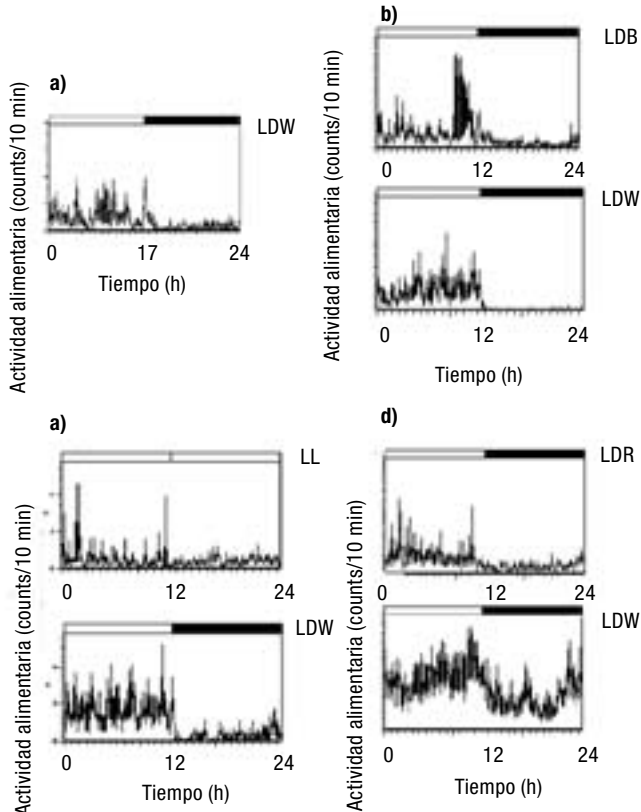 a)
Actividad alimentaria (counts/10 min)
LDW
0 17 24
Tiempo (h)
b)
Actividad alimentaria (counts/10 min)
LDB
0 12 24
LDW
0 12 24
Tiempo (h)
a)
Actividad alimentaria (counts/10 min)
LL
0 12 24
LDW
0 12 24
Tiempo (h)
d)
Actividad alimentaria (counts/10 min)
LDR
0 12 24
LDW
0 12 24
Tiempo (h)